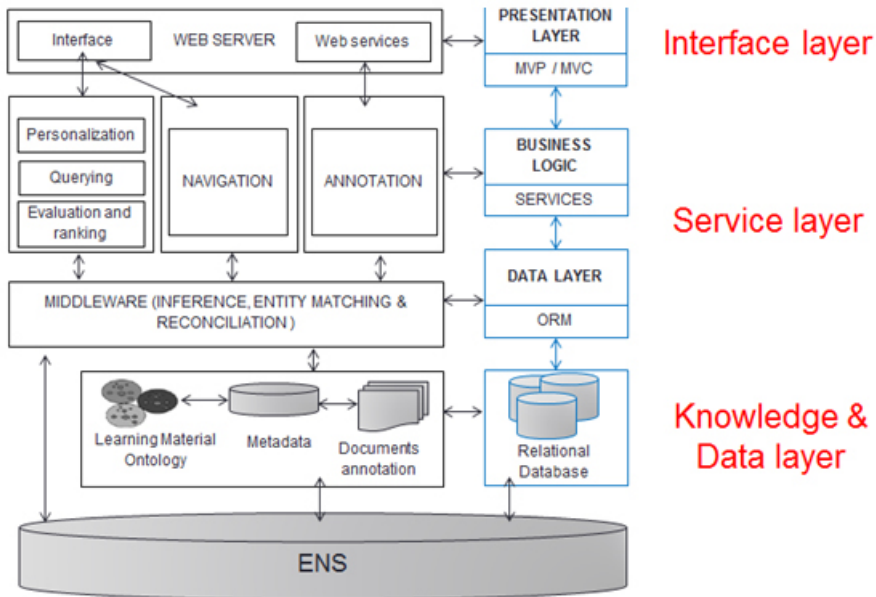 Interface
WEB SERVER
Web services
PRESENTATION
LAYER
MVP / MVC
Interface layer
Personalization
Querying
Evaluation and
ranking
NAVIGATION
ANNOTATION
BUSINESS
LOGIC
SERVICES
Service layer
MIDDLEWARE (INFERENCE, ENTITY MATCHING &
RECONCILIATION )
DATA LAYER
ORM
Learning Material
Ontology
Metadata
Documents
annotation
Relational
Database
Knowledge &
Data layer
ENS